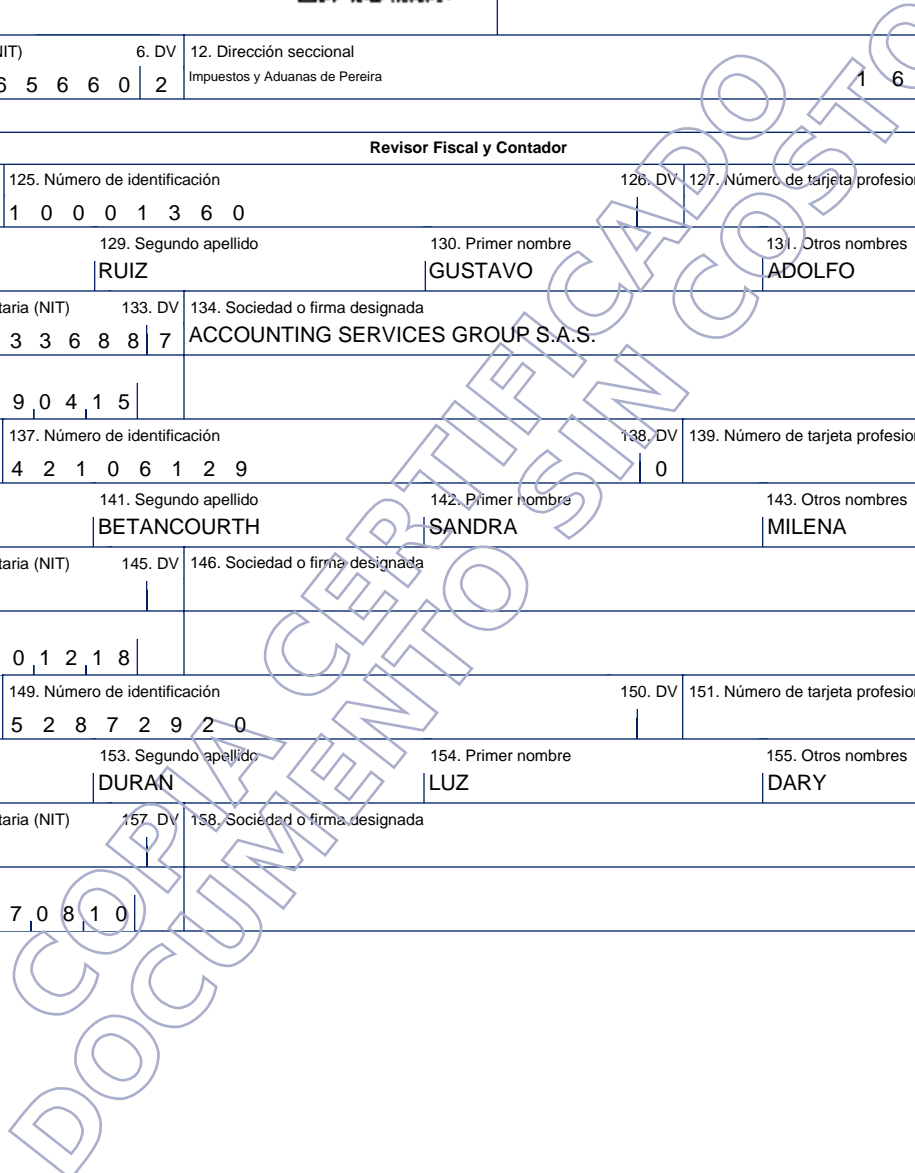 IIT) 6. DV 12. Dirección seccional
6 5 6 6 0 2 Impuestos y Aduanas de Pereira 1 6
Revisor Fiscal y Contador
125. Número de identificación 126. DV 127. Número de tarjeta profesion
1 0 0 0 1 3 6 0
129. Segundo apellido 130. Primer nombre 131. Otros nombres
RUIZ GUSTAVO ADOLFO
taria (NIT) 133. DV 134. Sociedad o firma designada
3 3 6 8 8 7 ACCOUNTING SERVICES GROUP S.A.S.
9 0 4 1 5
137. Número de identificación 138. DV 139. Número de tarjeta profesion
4 2 1 0 6 1 2 9 0
141. Segundo apellido 142. Primer nombre 143. Otros nombres
BETANCOURTH SANDRA MILENA
taria (NIT) 145. DV 146. Sociedad o firma designada
0 1 2 1 8
149. Número de identificación 150. DV 151. Número de tarjeta profesion
5 2 8 7 2 9 2 0
153. Segundo apellido 154. Primer nombre 155. Otros nombres
DURAN LUZ DARY
taria (NIT) 157. DV 158. Sociedad o firma designada
7 0 8 1 0
COPIA CERTIFICADO
DOCUMENTO SIN COSTO